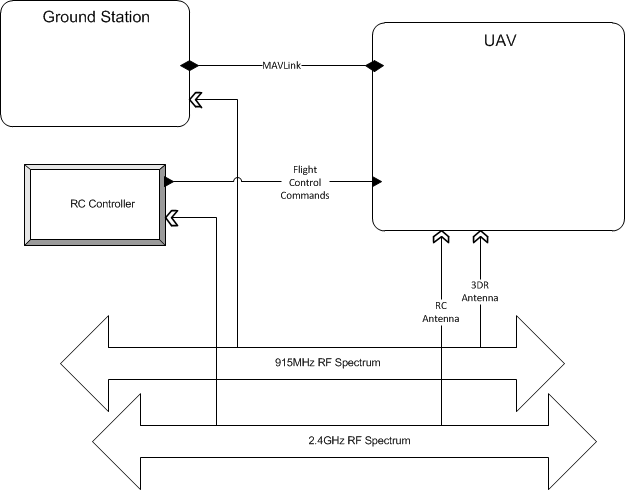 Ground Station
UAV
MAVLink
Flight
Control
Commands
RC Controller
3DR
Antenna
RC
Antenna
915MHz RF Spectrum
2.4GHz RF Spectrum